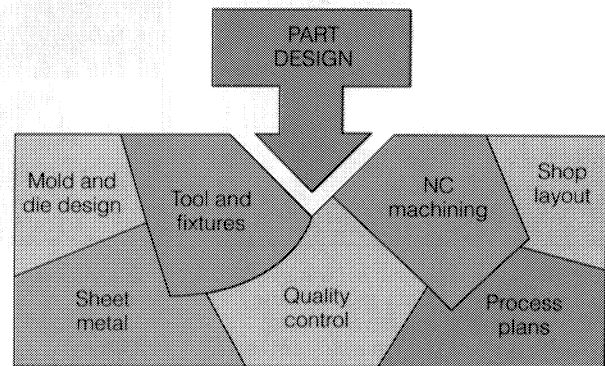 PART
DESIGN
Mold and
die design
Tool and
fixtures
NC
machining
Shop
layout
Sheet
metal
Quality
control
Process
plans